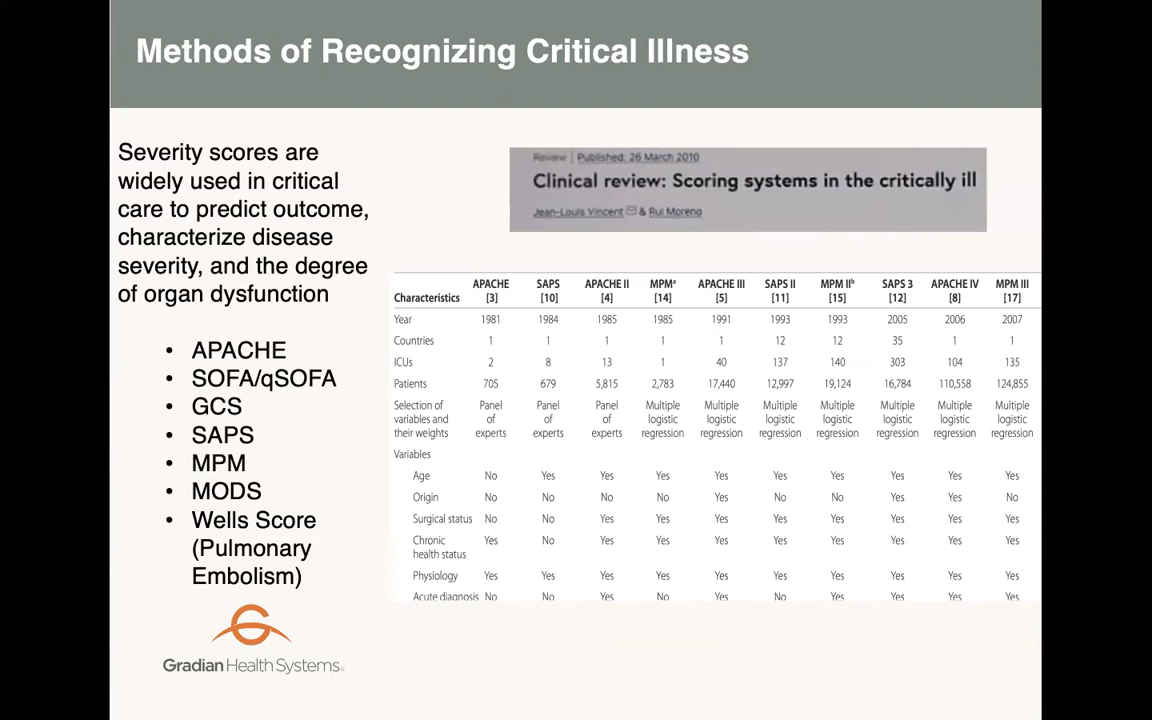 Methods of Recognizing Critical Illness
Severity scores are
widely used in critical
care to predict outcome,
characterize disease
severity, and the degree
of organ dysfunction
• APACHE
• SOFA/qSOFA
• GCS
• SAPS
• MPM
• MODS
• Wells Score
(Pulmonary
Embolism)
Gradian Health Systems
Review | Published: 26 March 2010
Clinical review: Scoring systems in the critically ill
Jean-Louis Vincent & Rui Moreno
APACHE SAPS APACHE II MPMᵃ APACHE III SAPS II MPM IIᵇ SAPS 3 APACHE IV MPM III
Characteristics [3] [10] [4] [14] [5] [11] [15] [12] [8] [17]
Year 1981 1984 1985 1985 1991 1993 1993 2005 2006 2007
Countries 1 1 1 1 1 12 12 35 1 1
ICUs 2 8 13 1 40 137 140 303 104 135
Patients 705 679 5,815 2,783 17,440 12,997 19,124 16,784 110,558 124,855
Selection of Panel Panel Panel Multiple Multiple Multiple Multiple Multiple Multiple Multiple
variables and of of of logistic logistic logistic logistic logistic logistic logistic
their weights experts experts experts regression regression regression regression regression regression regression
Variables
Age No Yes Yes Yes Yes Yes Yes Yes Yes Yes
Origin No No No No Yes No No Yes Yes No
Surgical status No No Yes Yes Yes Yes Yes Yes Yes Yes
Chronic Yes No Yes Yes Yes Yes Yes Yes Yes Yes
health status
Physiology Yes Yes Yes Yes Yes Yes Yes Yes Yes Yes
Acute diagnosis No No Yes No Yes No Yes Yes Yes Yes